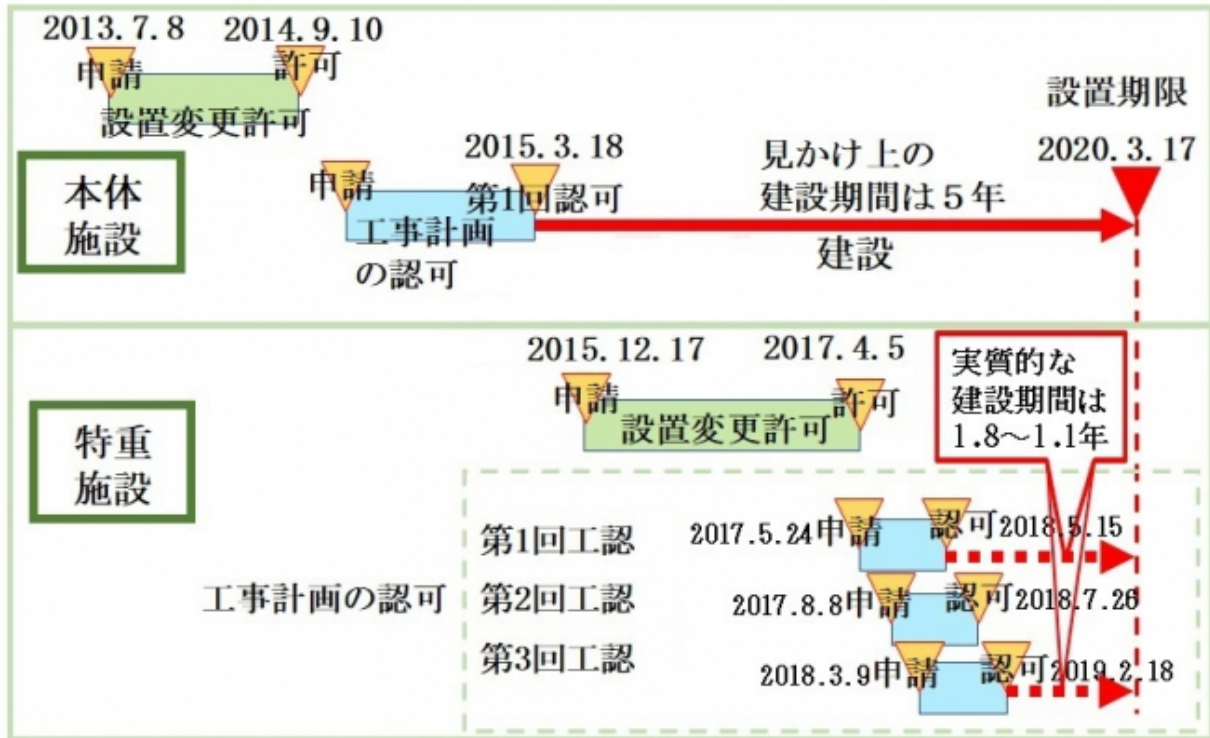 2013.7.8
2014.9.10
申請
許可
設置変更許可
設置期限
2020.3.17
本体
施設
2015.3.18
申請
第1回認可
工事計画
の認可
見かけ上の
建設期間は5年
建設
2015.12.17
2017.4.5
申請
許可
設置変更許可
実質的な
建設期間は
1.8～1.1年
特重
施設
工事計画の認可
第1回工認
2017.5.24申請
認可2018.5.15
第2回工認
2017.8.8申請
認可2018.7.26
第3回工認
2018.3.9申請
認可2019.2.18